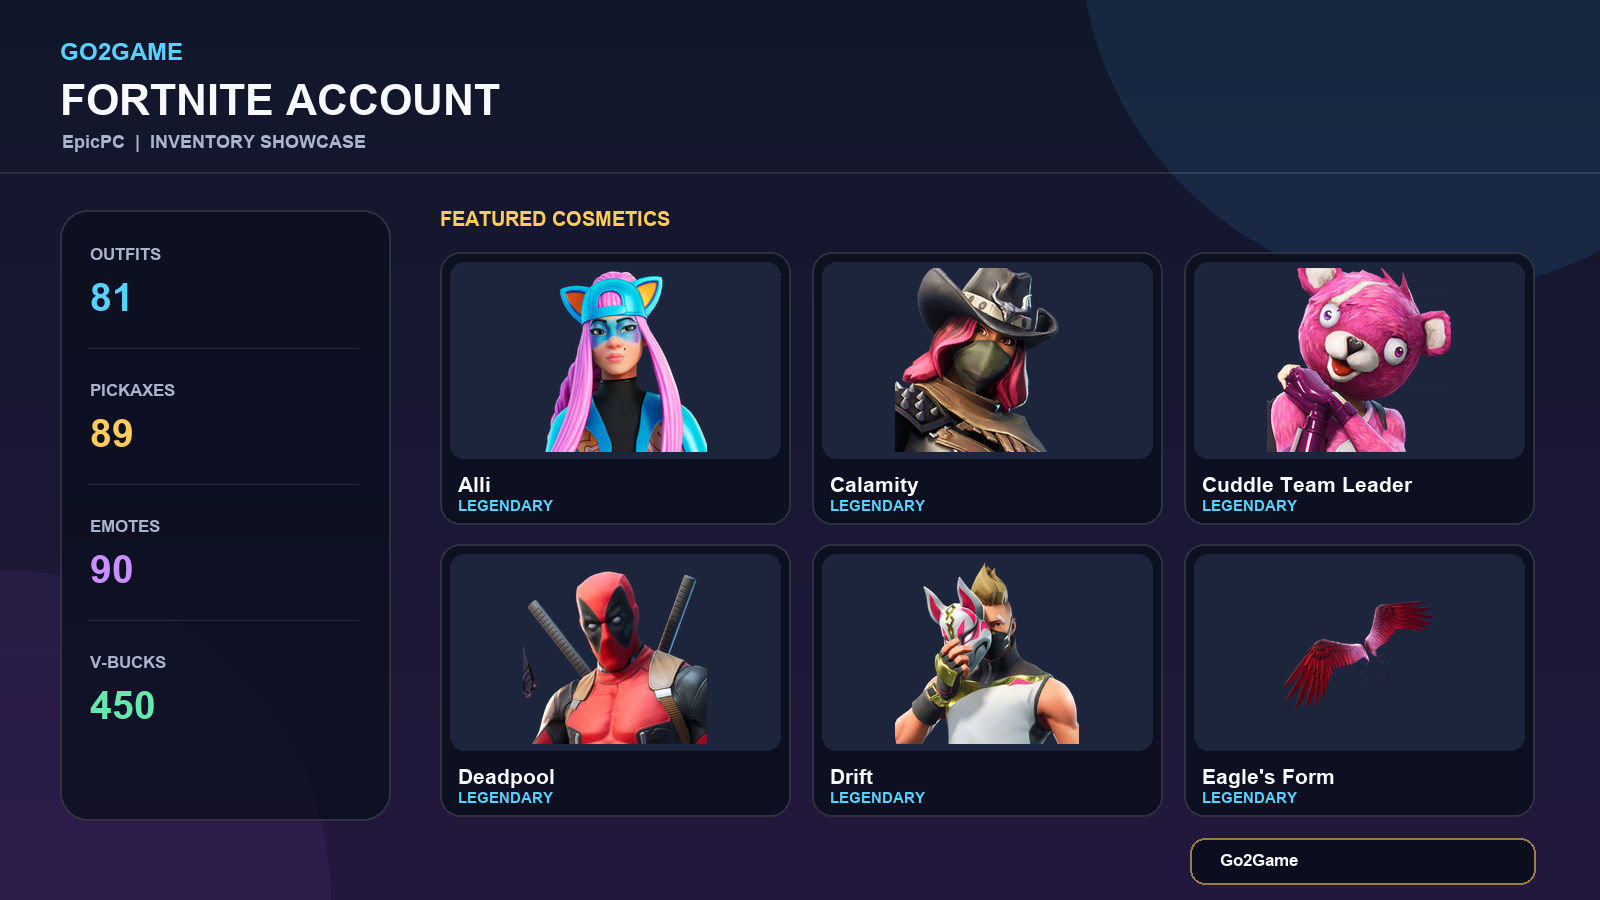 GO2GAME
FORTNITE ACCOUNT
EpicPC | INVENTORY SHOWCASE
OUTFITS
81
PICKAXES
89
EMOTES
90
V-BUCKS
450
FEATURED COSMETICS
Alli
LEGENDARY
Calamity
LEGENDARY
Cuddle Team Leader
LEGENDARY
Deadpool
LEGENDARY
Drift
LEGENDARY
Eagle's Form
LEGENDARY
Go2Game